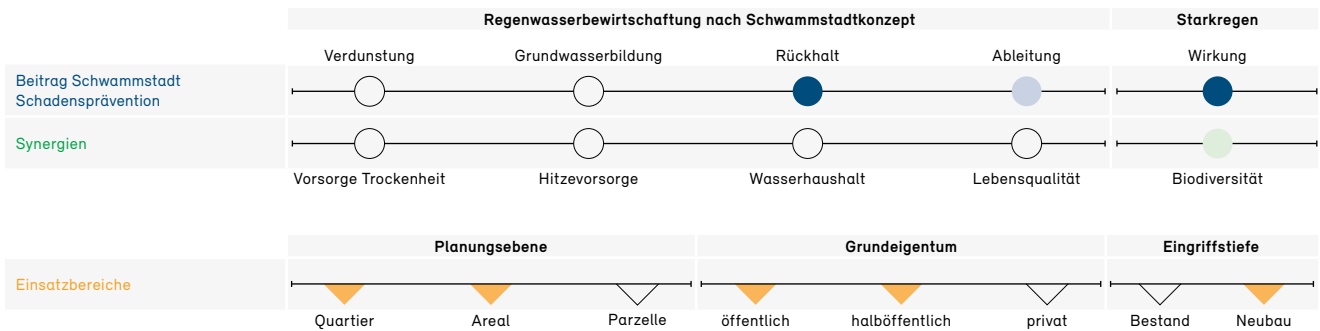 Regenwasserbewirtschaftung nach Schwammstadtkonzept Starkregen
Verdunstung Grundwasserbildung Rückhalt Ableitung Wirkung
Beitrag Schwammstadt
Schadensprävention
Synergien
Vorsorge Trockenheit Hitzevorsorge Wasserhaushalt Lebensqualität Biodiversität
Planungsebene Grundeigentum Eingriffstiefe
Einsatzbereiche
Quartier Areal Parzelle öffentlich halböffentlich privat Bestand Neubau